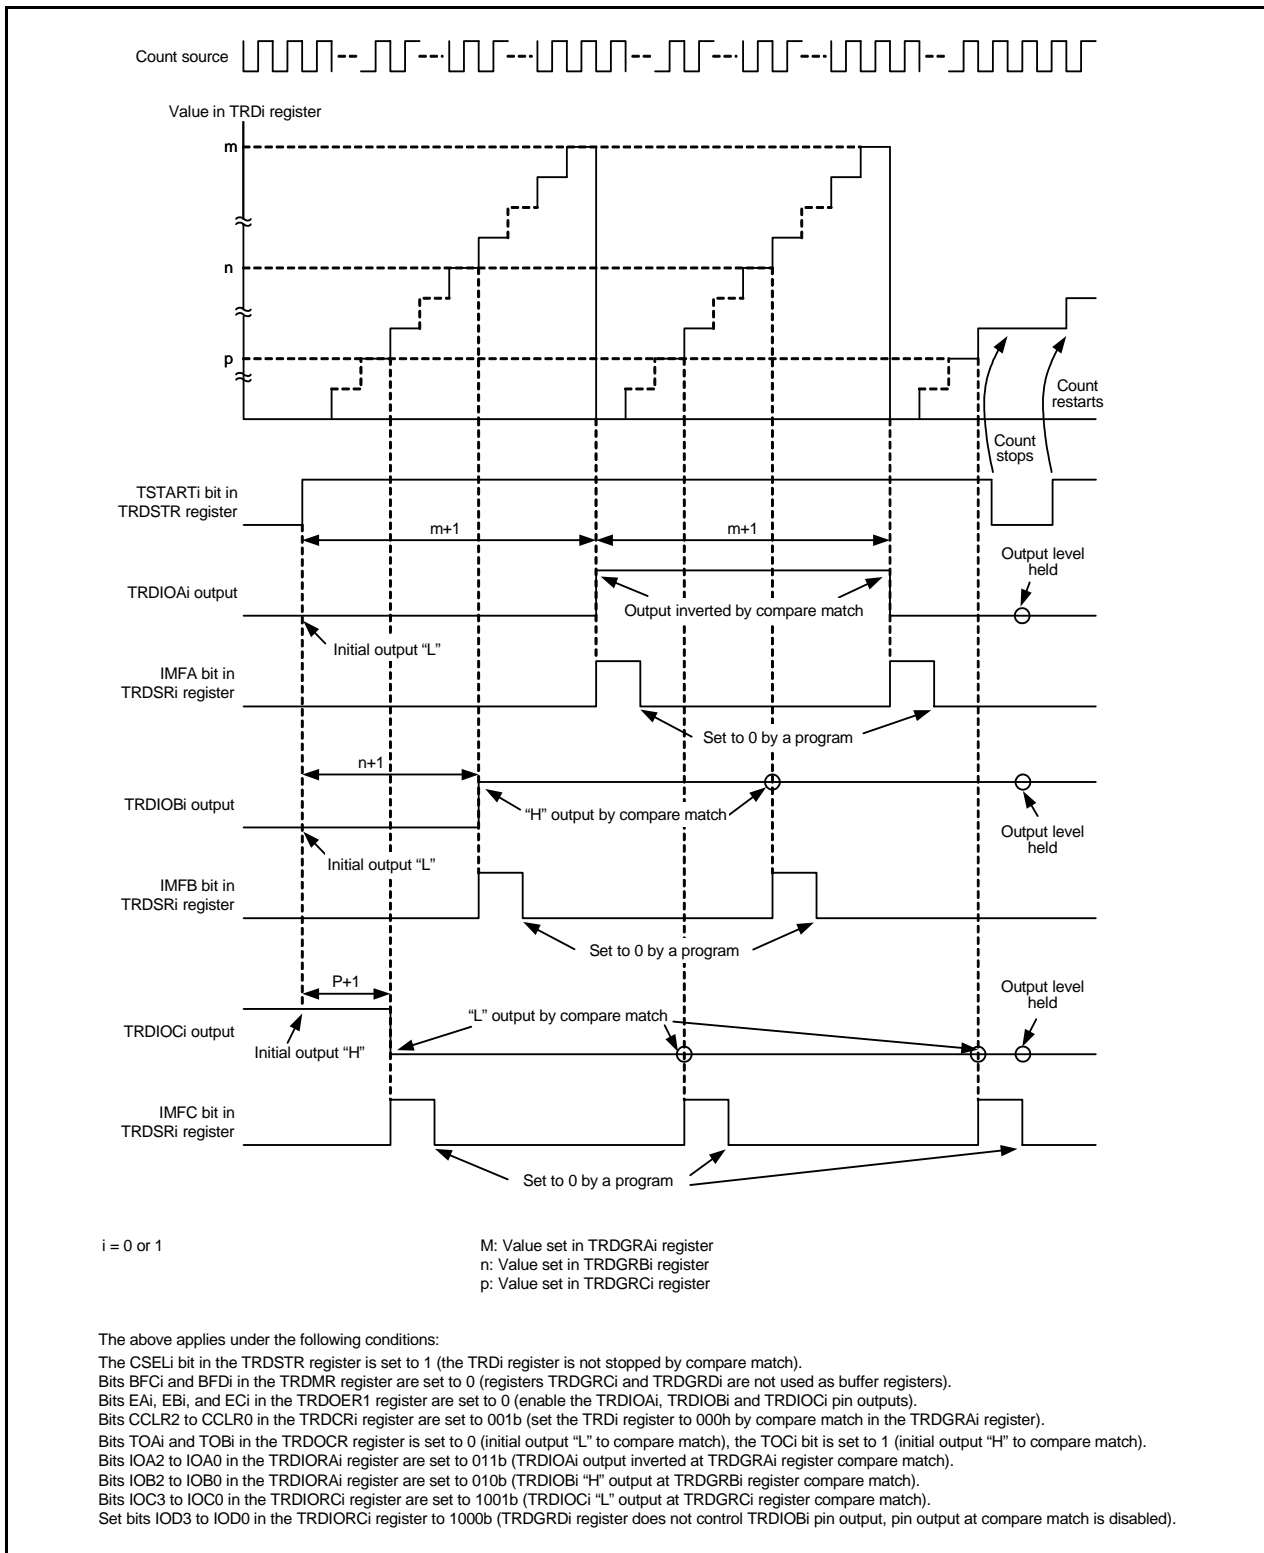 Count source
Value in TRDi register
m
n
p
Count
restarts
Count
stops
TSTARTi bit in
TRDSTR register
m+1
m+1
Output level
held
TRDIOAi output
Output inverted by compare match
Initial output “L”
IMFA bit in
TRDSRi register
Set to 0 by a program
n+1
TRDIOBi output
“H” output by compare match
Output level
held
Initial output “L”
IMFB bit in
TRDSRi register
Set to 0 by a program
P+1
Output level
held
“L” output by compare match
TRDIOCi output
Initial output “H”
IMFC bit in
TRDSRi register
Set to 0 by a program
i = 0 or 1
M: Value set in TRDGRAi register
n: Value set in TRDGRBi register
p: Value set in TRDGRCi register
The above applies under the following conditions:
The CSELi bit in the TRDSTR register is set to 1 (the TRDi register is not stopped by compare match).
Bits BFCi and BFDi in the TRDMR register are set to 0 (registers TRDGRCi and TRDGRDi are not used as buffer registers).
Bits EAi, EBi, and ECi in the TRDOER1 register are set to 0 (enable the TRDIOAi, TRDIOBi and TRDIOCi pin outputs).
Bits CCLR2 to CCLR0 in the TRDCRi register are set to 001b (set the TRDi register to 000h by compare match in the TRDGRAi register).
Bits TOAi and TOBi in the TRDOCR register is set to 0 (initial output “L” to compare match), the TOCi bit is set to 1 (initial output “H” to compare match).
Bits IOA2 to IOA0 in the TRDIORAi register are set to 011b (TRDIOAi output inverted at TRDGRAi register compare match).
Bits IOB2 to IOB0 in the TRDIORAi register are set to 010b (TRDIOBi “H” output at TRDGRBi register compare match).
Bits IOC3 to IOC0 in the TRDIORCi register are set to 1001b (TRDIOCi “L” output at TRDGRCi register compare match).
Set bits IOD3 to IOD0 in the TRDIORCi register to 1000b (TRDGRDi register does not control TRDIOBi pin output, pin output at compare match is disabled).